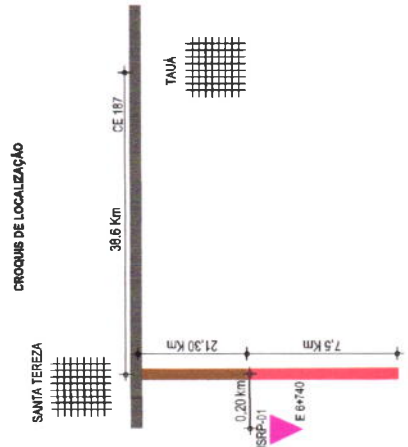 CROQUIS DE LOCALIZAÇÃO
SANTA TEREZA
TAUÁ
CE 187
38.6 Km
21,30 Km
0,20 km
7,5 Km
ISRP-01
E 6+740